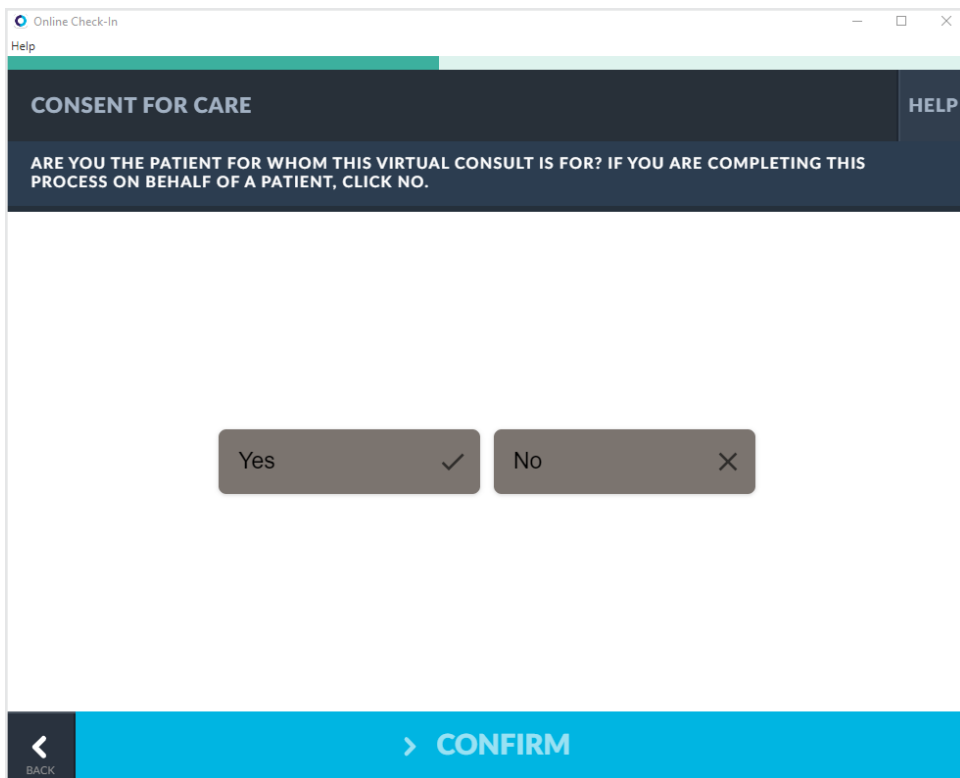 Online Check-In
Help
CONSENT FOR CARE
HELP
ARE YOU THE PATIENT FOR WHOM THIS VIRTUAL CONSULT IS FOR? IF YOU ARE COMPLETING THIS
PROCESS ON BEHALF OF A PATIENT, CLICK NO.
Yes
No
CONFIRM
BACK